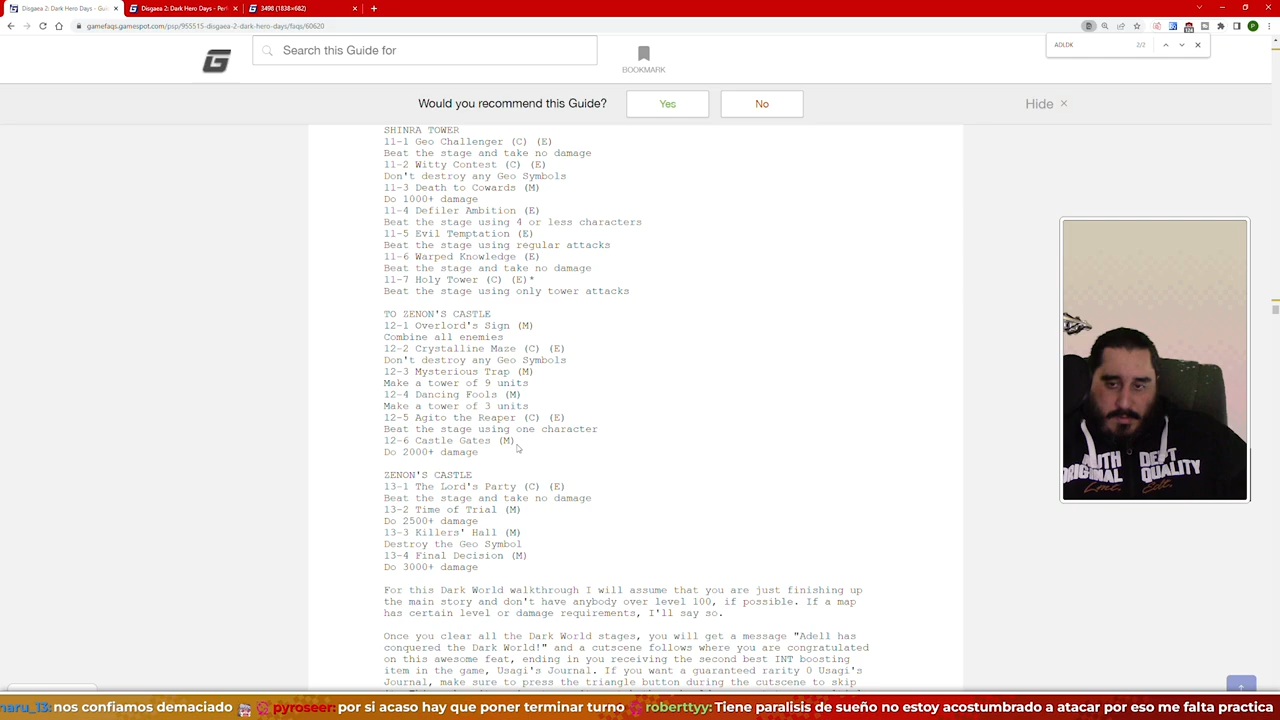 Disgaea 2: Dark Hero Days - Gui
Disgaea 2: Dark Hero Days - Per
3498 (1838×682)
gamefaqs.gamespot.com/psp/955515-disgaea-2-dark-hero-days/faqs/60620
ADLDK
2/2
Search this Guide for
BOOKMARK
Would you recommend this Guide?
Yes
No
Hide ×
SHINRA TOWER
11-1 Geo Challenger (C) (E)
Beat the stage and take no damage
11-2 Witty Contest (C) (E)
Don't destroy any Geo Symbols
11-3 Death to Cowards (M)
Do 1000+ damage
11-4 Defiler Ambition (E)
Beat the stage using 4 or less characters
11-5 Evil Temptation (E)
Beat the stage using regular attacks
11-6 Warped Knowledge (E)
Beat the stage and take no damage
11-7 Holy Tower (C) (E)*
Beat the stage using only tower attacks
TO ZENON'S CASTLE
12-1 Overlord's Sign (M)
Combine all enemies
12-2 Crystalline Maze (C) (E)
Don't destroy any Geo Symbols
12-3 Mysterious Trap (M)
Make a tower of 9 units
12-4 Dancing Fools (M)
Make a tower of 3 units
12-5 Agito the Reaper (C) (E)
Beat the stage using one character
12-6 Castle Gates (M)
Do 2000+ damage
ZENON'S CASTLE
13-1 The Lord's Party (C) (E)
Beat the stage and take no damage
13-2 Time of Trial (M)
Do 2500+ damage
13-3 Killers' Hall (M)
Destroy the Geo Symbol
13-4 Final Decision (M)
Do 3000+ damage
For this Dark World walkthrough I will assume that you are just finishing up
the main story and don't have anybody over level 100, if possible. If a map
has certain level or damage requirements, I'll say so.
Once you clear all the Dark World stages, you will get a message "Adell has
conquered the Dark World!" and a cutscene follows where you are congratulated
on this awesome feat, ending in you receiving the second best INT boosting
item in the game, Usagi's Journal. If you want a guaranteed rarity 0 Usagi's
Journal, make sure to press the triangle button during the cutscene to skip
AUTH DEPT
ORIGINAL QUALITY
naru_13: nos confiamos demaciado pyroseer: por si acaso hay que poner terminar turno roberttyy: Tiene paralisis de sueño no estoy acostumbrado a atacar por eso me falta practica